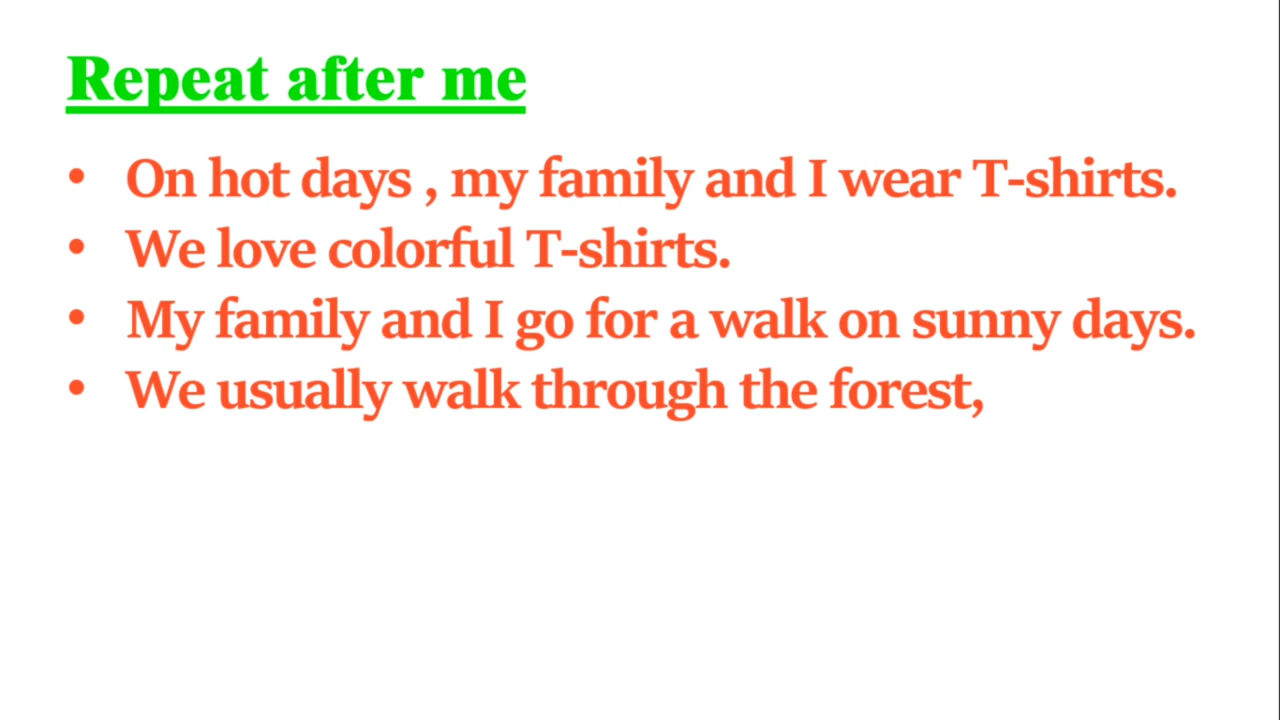 Repeat after me
• On hot days , my family and I wear T-shirts.
• We love colorful T-shirts.
• My family and I go for a walk on sunny days.
• We usually walk through the forest,